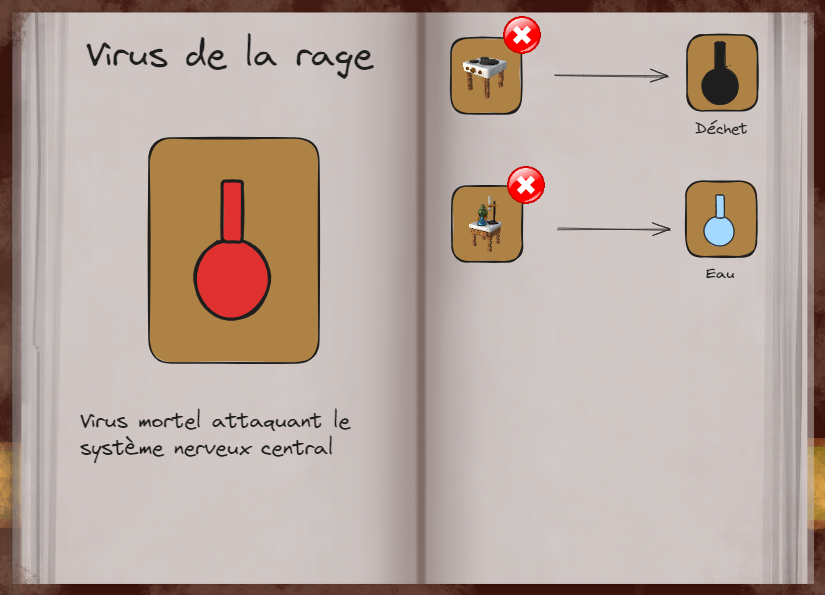 Virus de la rage
Virus mortel attaquant le
système nerveux central
Déchet
Eau